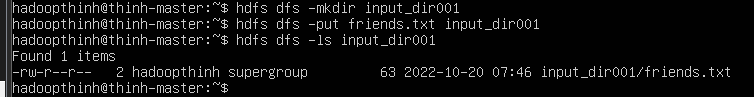 hadoopthinh@thinh-master:~$ hdfs dfs -mkdir input_dir001
hadoopthinh@thinh-master:~$ hdfs dfs -put friends.txt input_dir001
hadoopthinh@thinh-master:~$ hdfs dfs -ls input_dir001
Found 1 items
-rw-r--r--   2 hadoopthinh supergroup         63 2022-10-20 07:46 input_dir001/friends.txt
hadoopthinh@thinh-master:~$